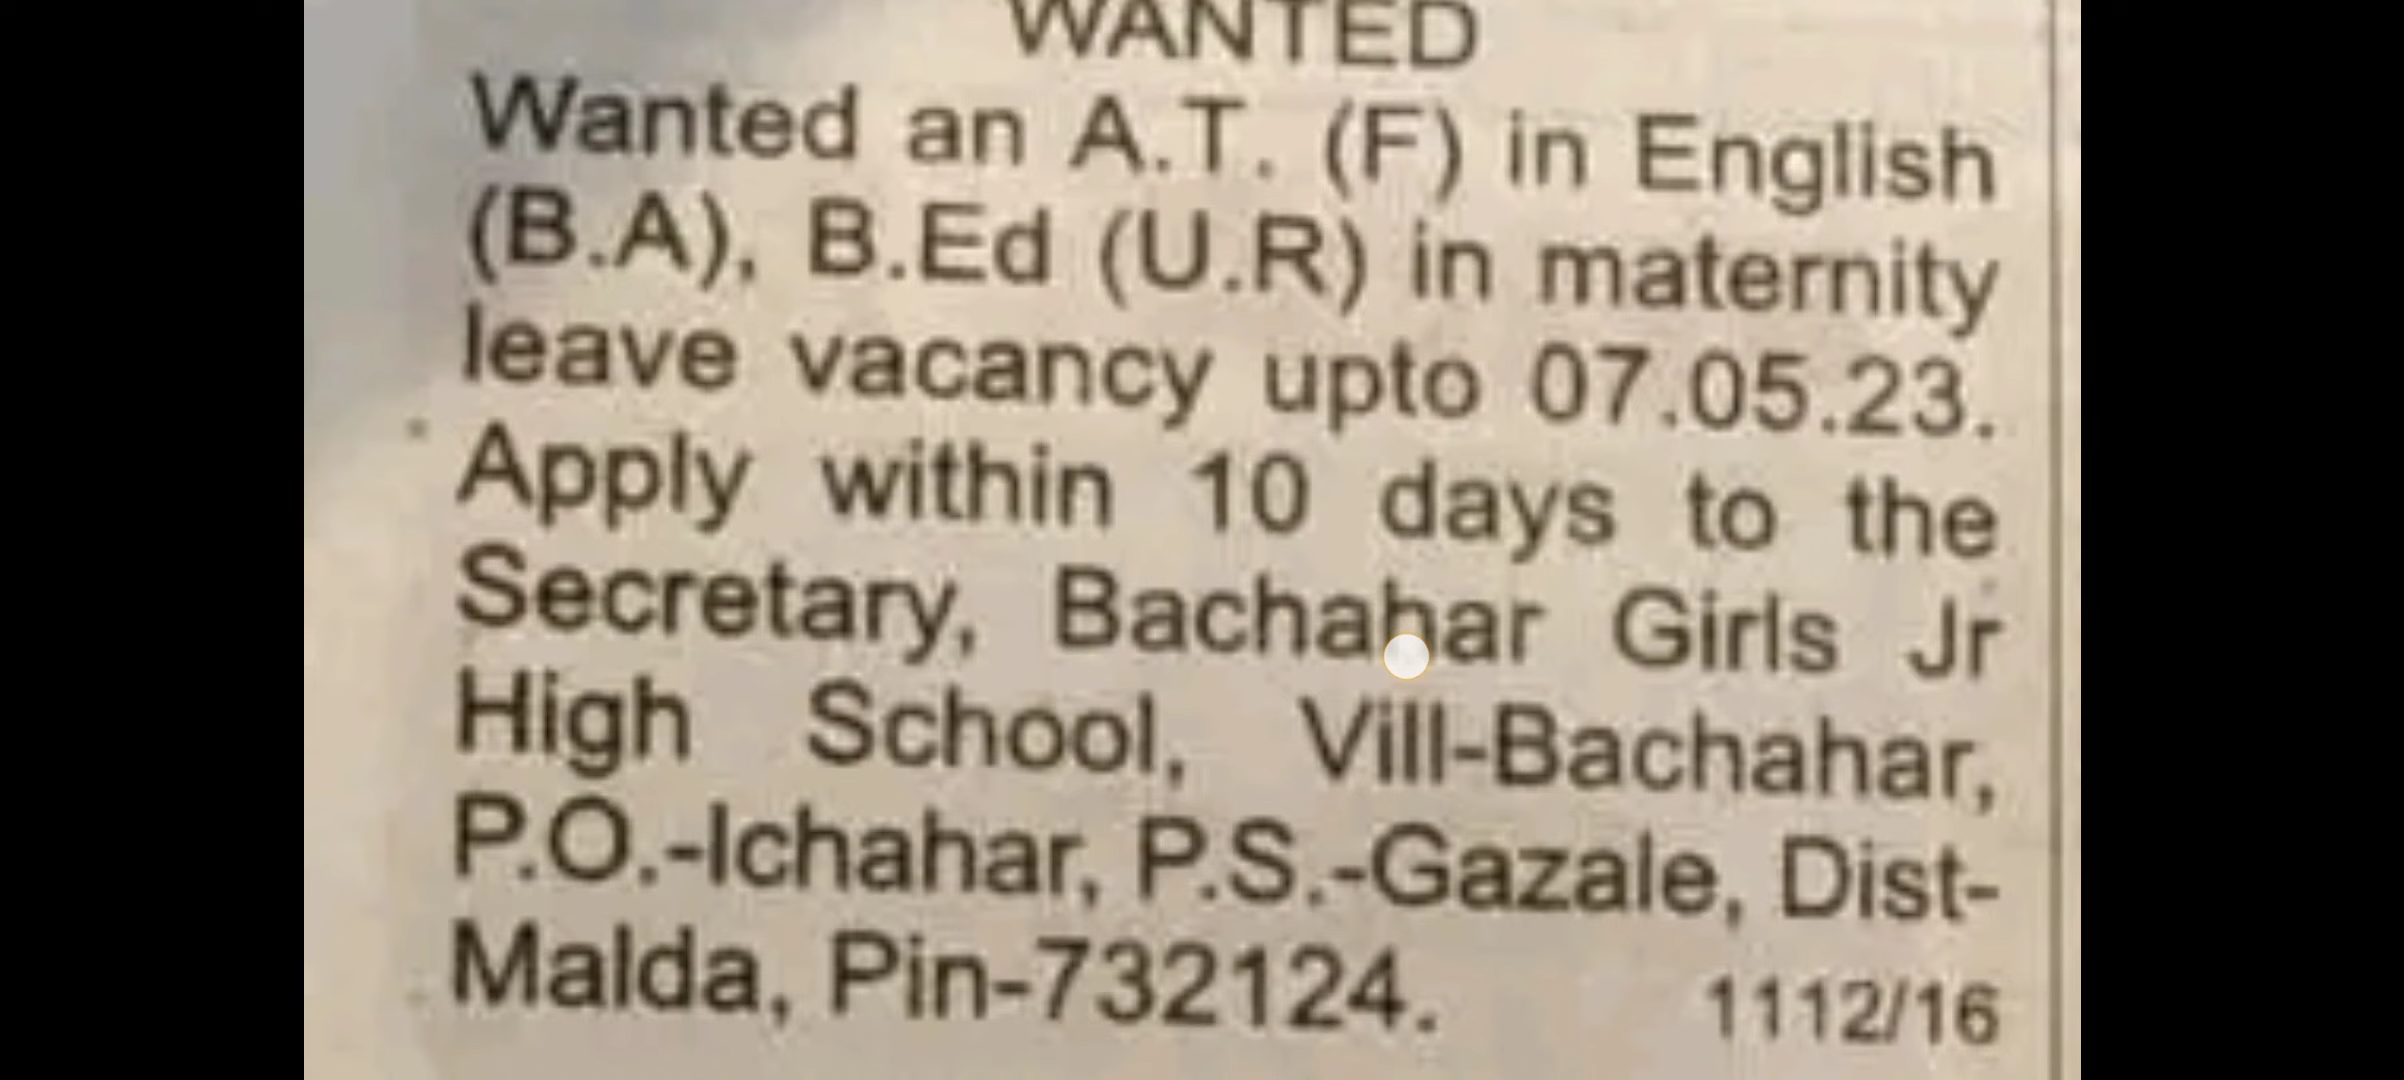 WANTED
Wanted an A.T. (F) in English
(B.A), B.Ed (U.R) in maternity
leave vacancy upto 07.05.23.
Apply within 10 days to the
Secretary, Bachahar Girls Jr
High School, Vill-Bachahar,
P.O.-Ichahar, P.S.-Gazale, Dist-
Malda, Pin-732124. 1112/16